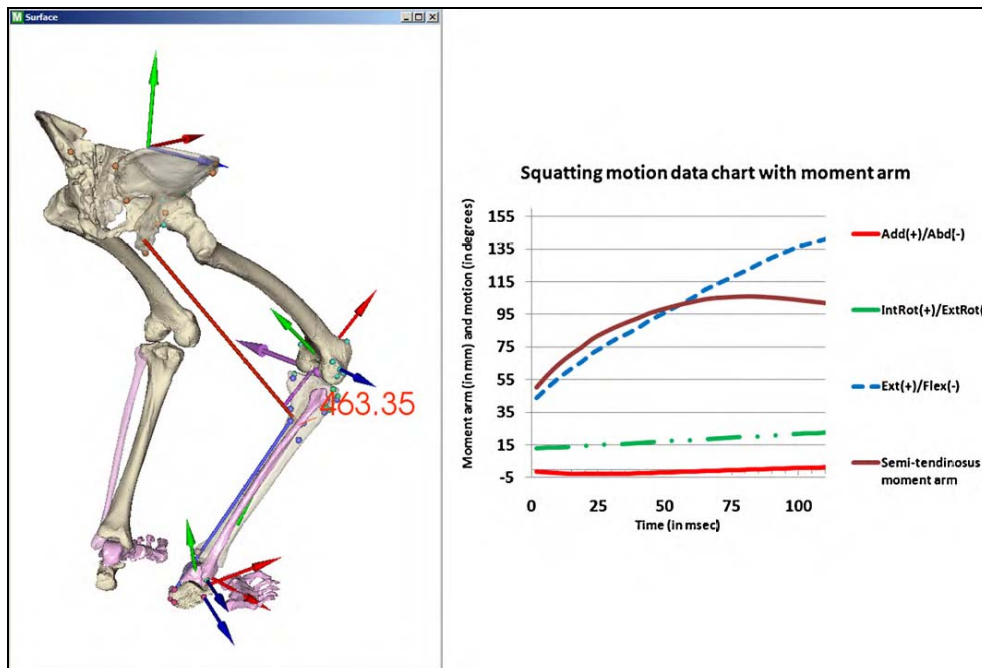 M Surface
463.35
Squatting motion data chart with moment arm
Moment arm (in mm) and motion (in degrees)
155
135
115
95
75
55
35
15
-5
0
25
50
75
100
Time (in msec)
Add(+)/Abd(-)
IntRot(+)/ExtRot(
Ext(+)/Flex(-)
Semi-tendinosus
moment arm